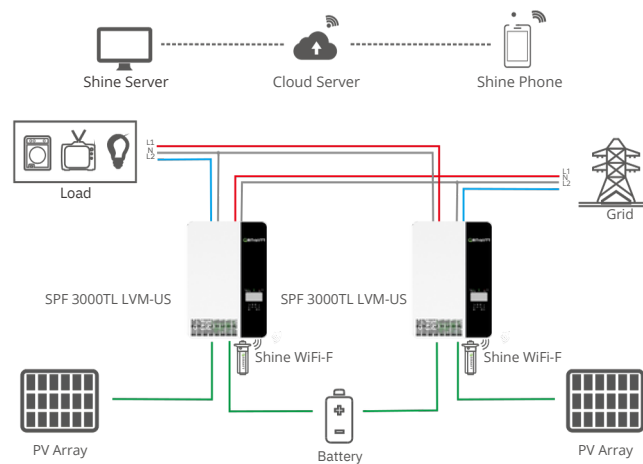 Shine Server
Cloud Server
Shine Phone
L1
N
L2
Load
L1
N
L2
Grid
SPF 3000TL LVM-US
SPF 3000TL LVM-US
Shine WiFi-F
Shine WiFi-F
PV Array
Battery
PV Array